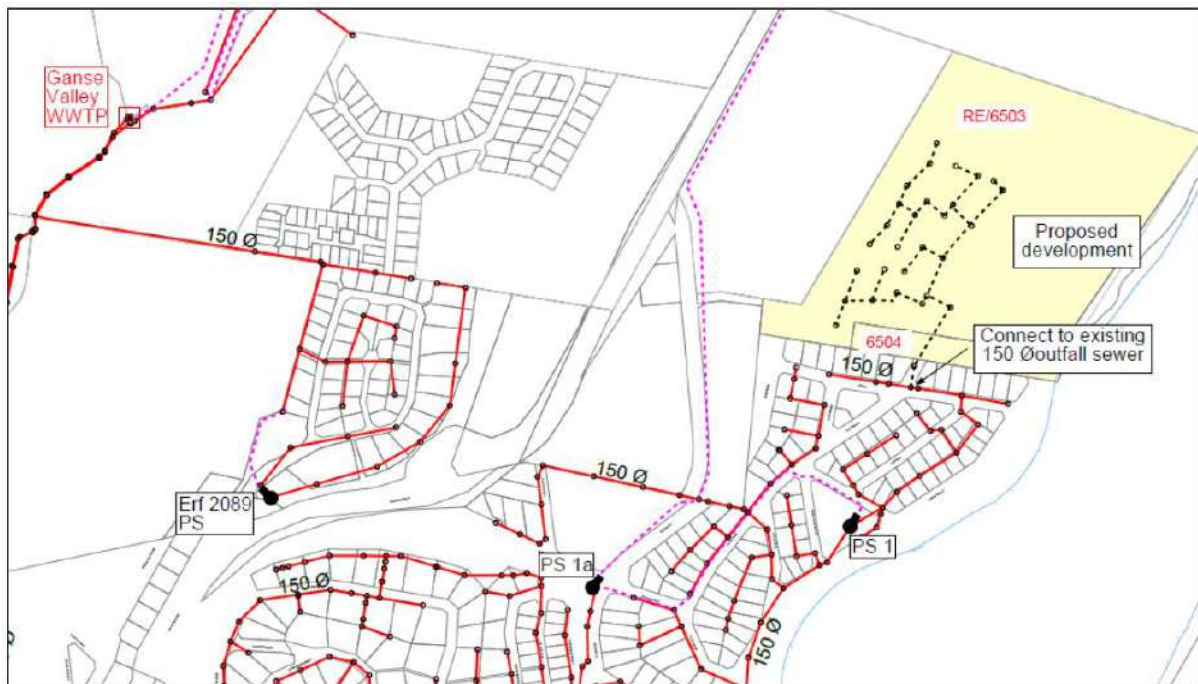 Ganse
Valley
WWTP
RE/6503
Proposed
development
150 Ø
6504
Connect to existing
150 Øoutfall sewer
150 Ø
150 Ø
Erf 2089
PS
PS 1
PS 1a
150 Ø
150 Ø
Ø